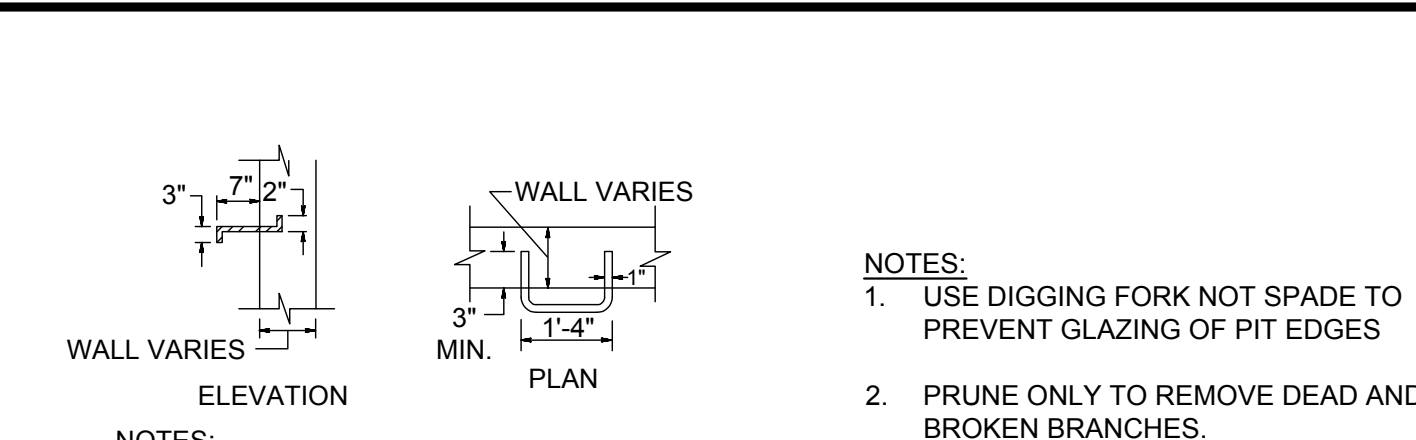 3" 7" 2"
WALL VARIES
ELEVATION
WALL VARIES
1"
3"
MIN.
1'-4"
PLAN
NOTES:
NOTES:
1. USE DIGGING FORK NOT SPADE TO
PREVENT GLAZING OF PIT EDGES
2. PRUNE ONLY TO REMOVE DEAD AND
BROKEN BRANCHES.